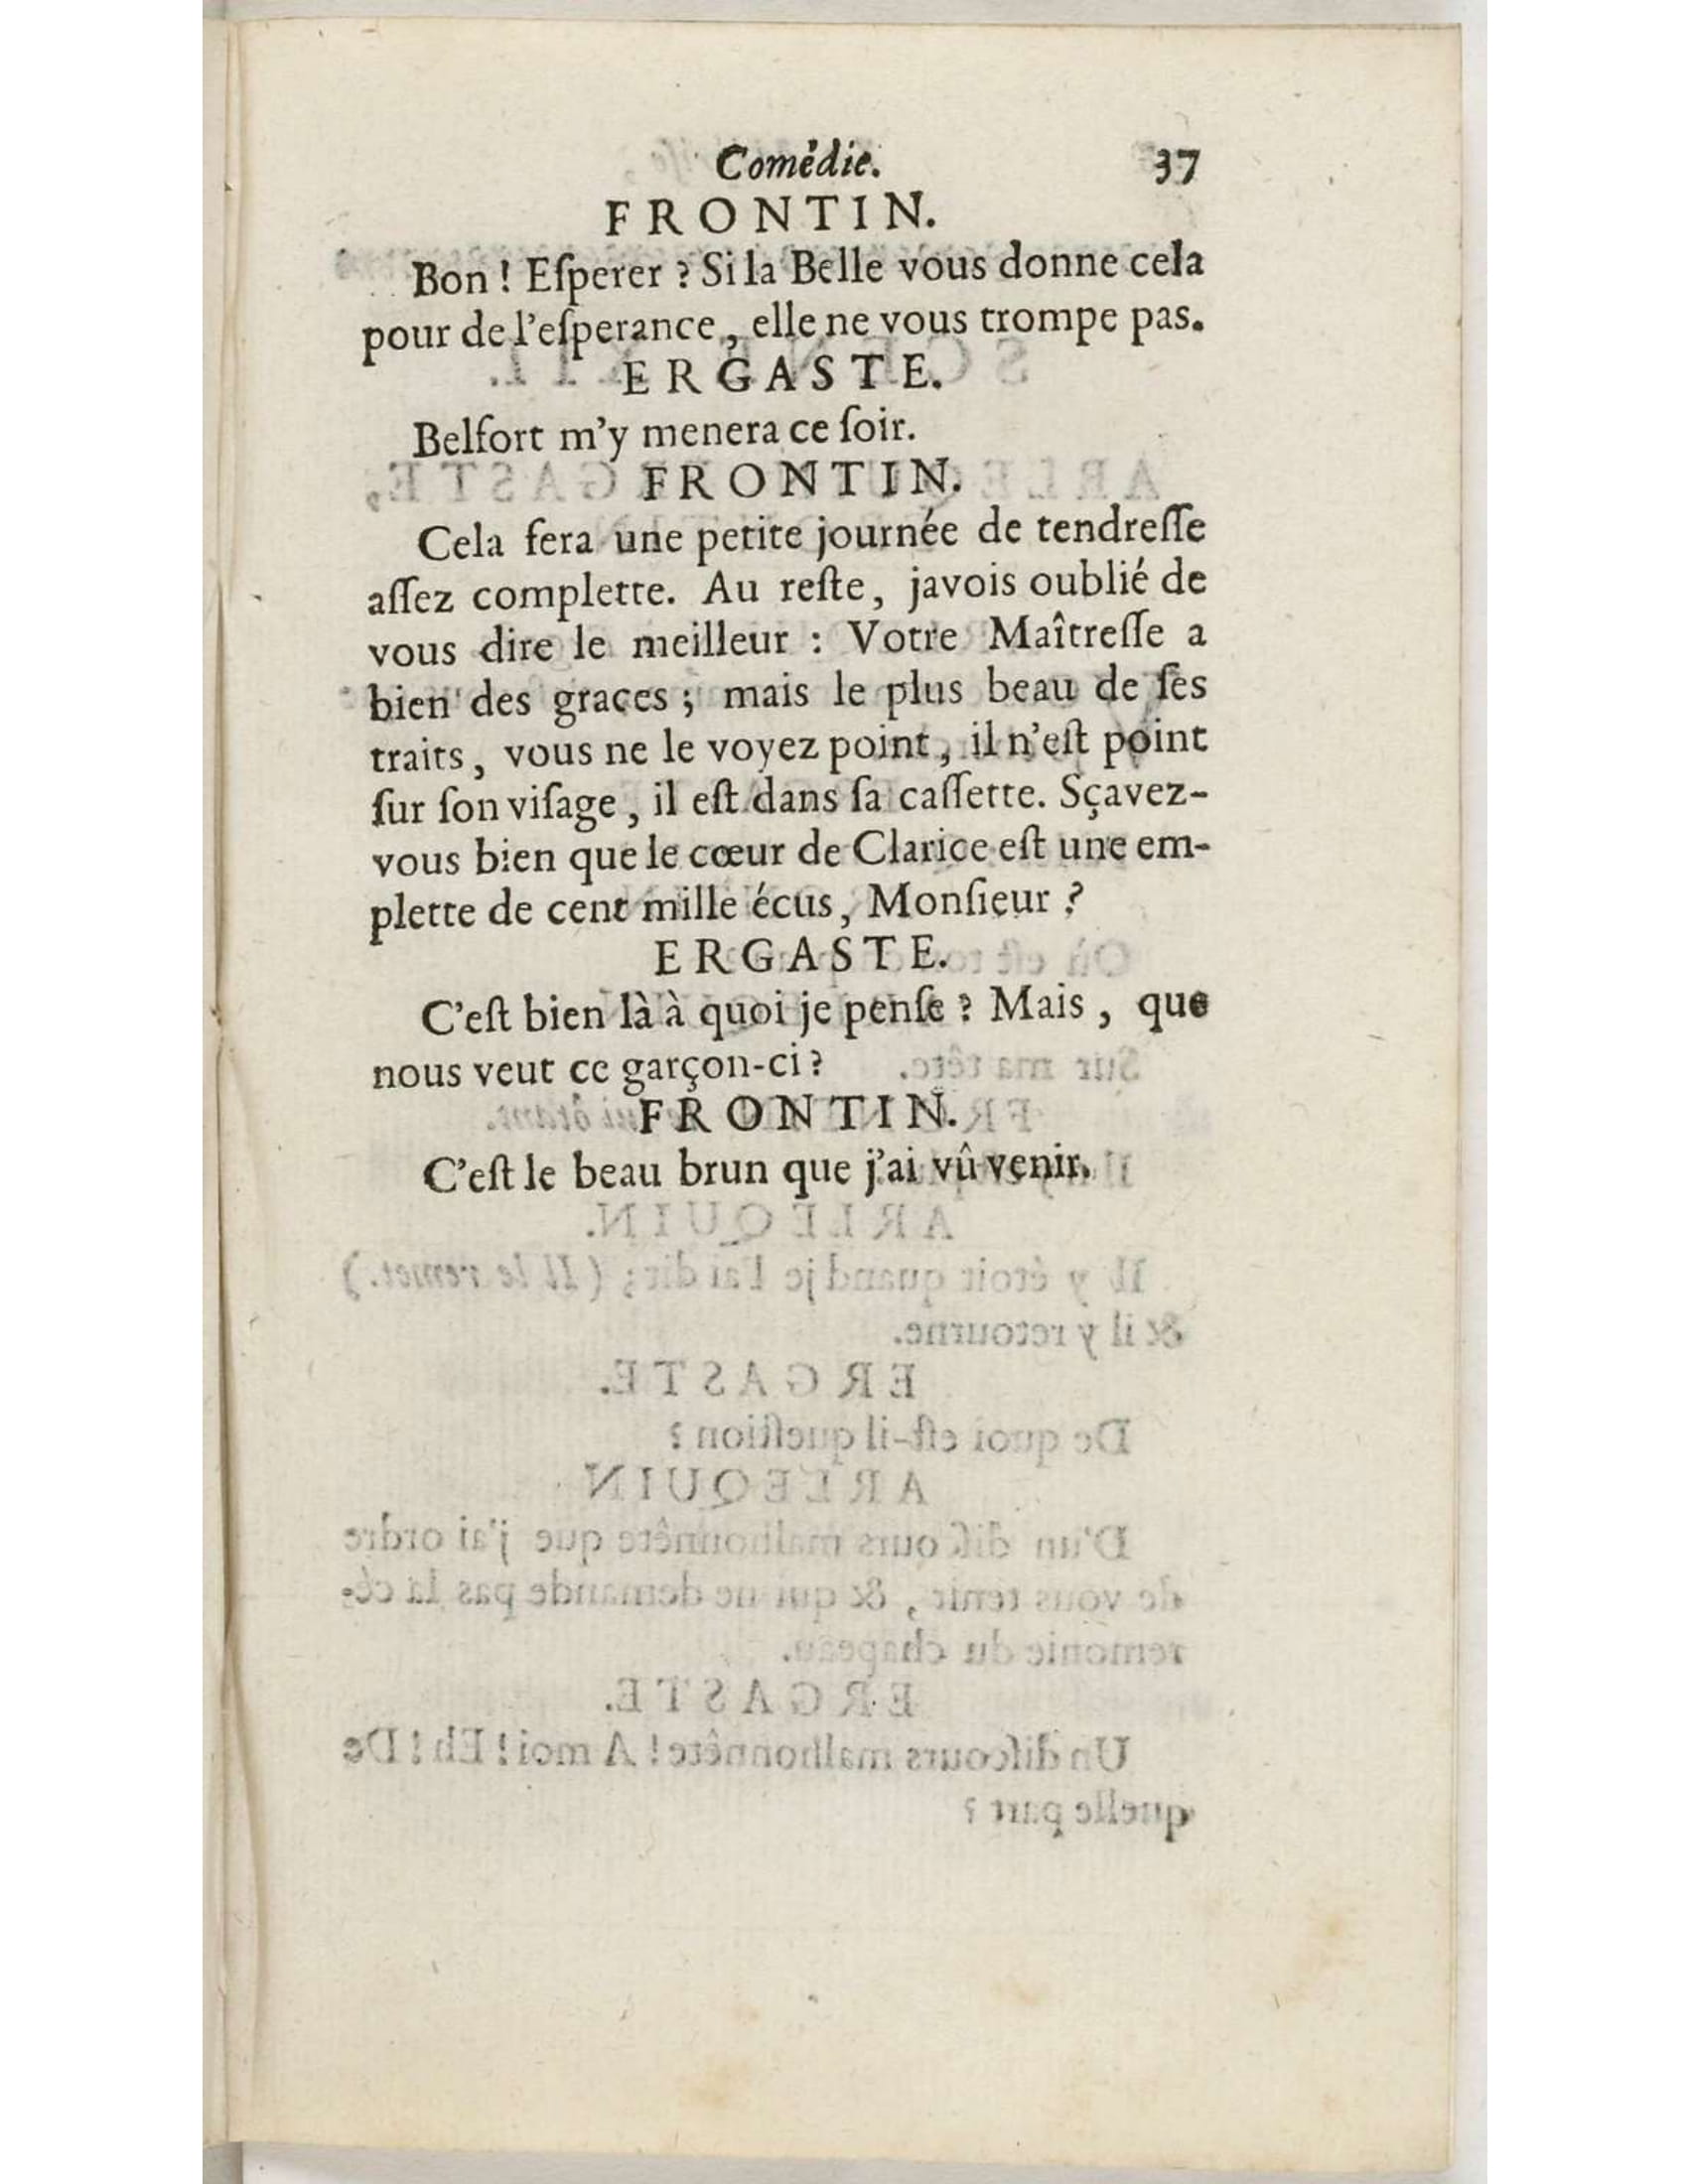 Comédie. 37
FRONTIN.
Bon ! Eſperer ? Si la Belle vous donne cela
pour de l'eſperance, elle ne vous trompe pas.
ERGASTE.
Belfort m'y menera ce ſoir.
FRONTIN.
Cela ſera une petite journée de tendreſſe
aſſez complette. Au reſte, javois oublié de
vous dire le meilleur : Votre Maîtreſſe a
bien des graces ; mais le plus beau de ſes
traits, vous ne le voyez point, il n'eſt point
ſur ſon viſage, il eſt dans ſa caſſette. Sçavez-
vous bien que le cœur de Clarice eſt une em-
plette de cent mille écus, Monſieur ?
ERGASTE.
C'eſt bien là à quoi je penſe ? Mais, que
nous veut ce garçon-ci ?
FRONTIN.
C'eſt le beau brun que j'ai vû venir.